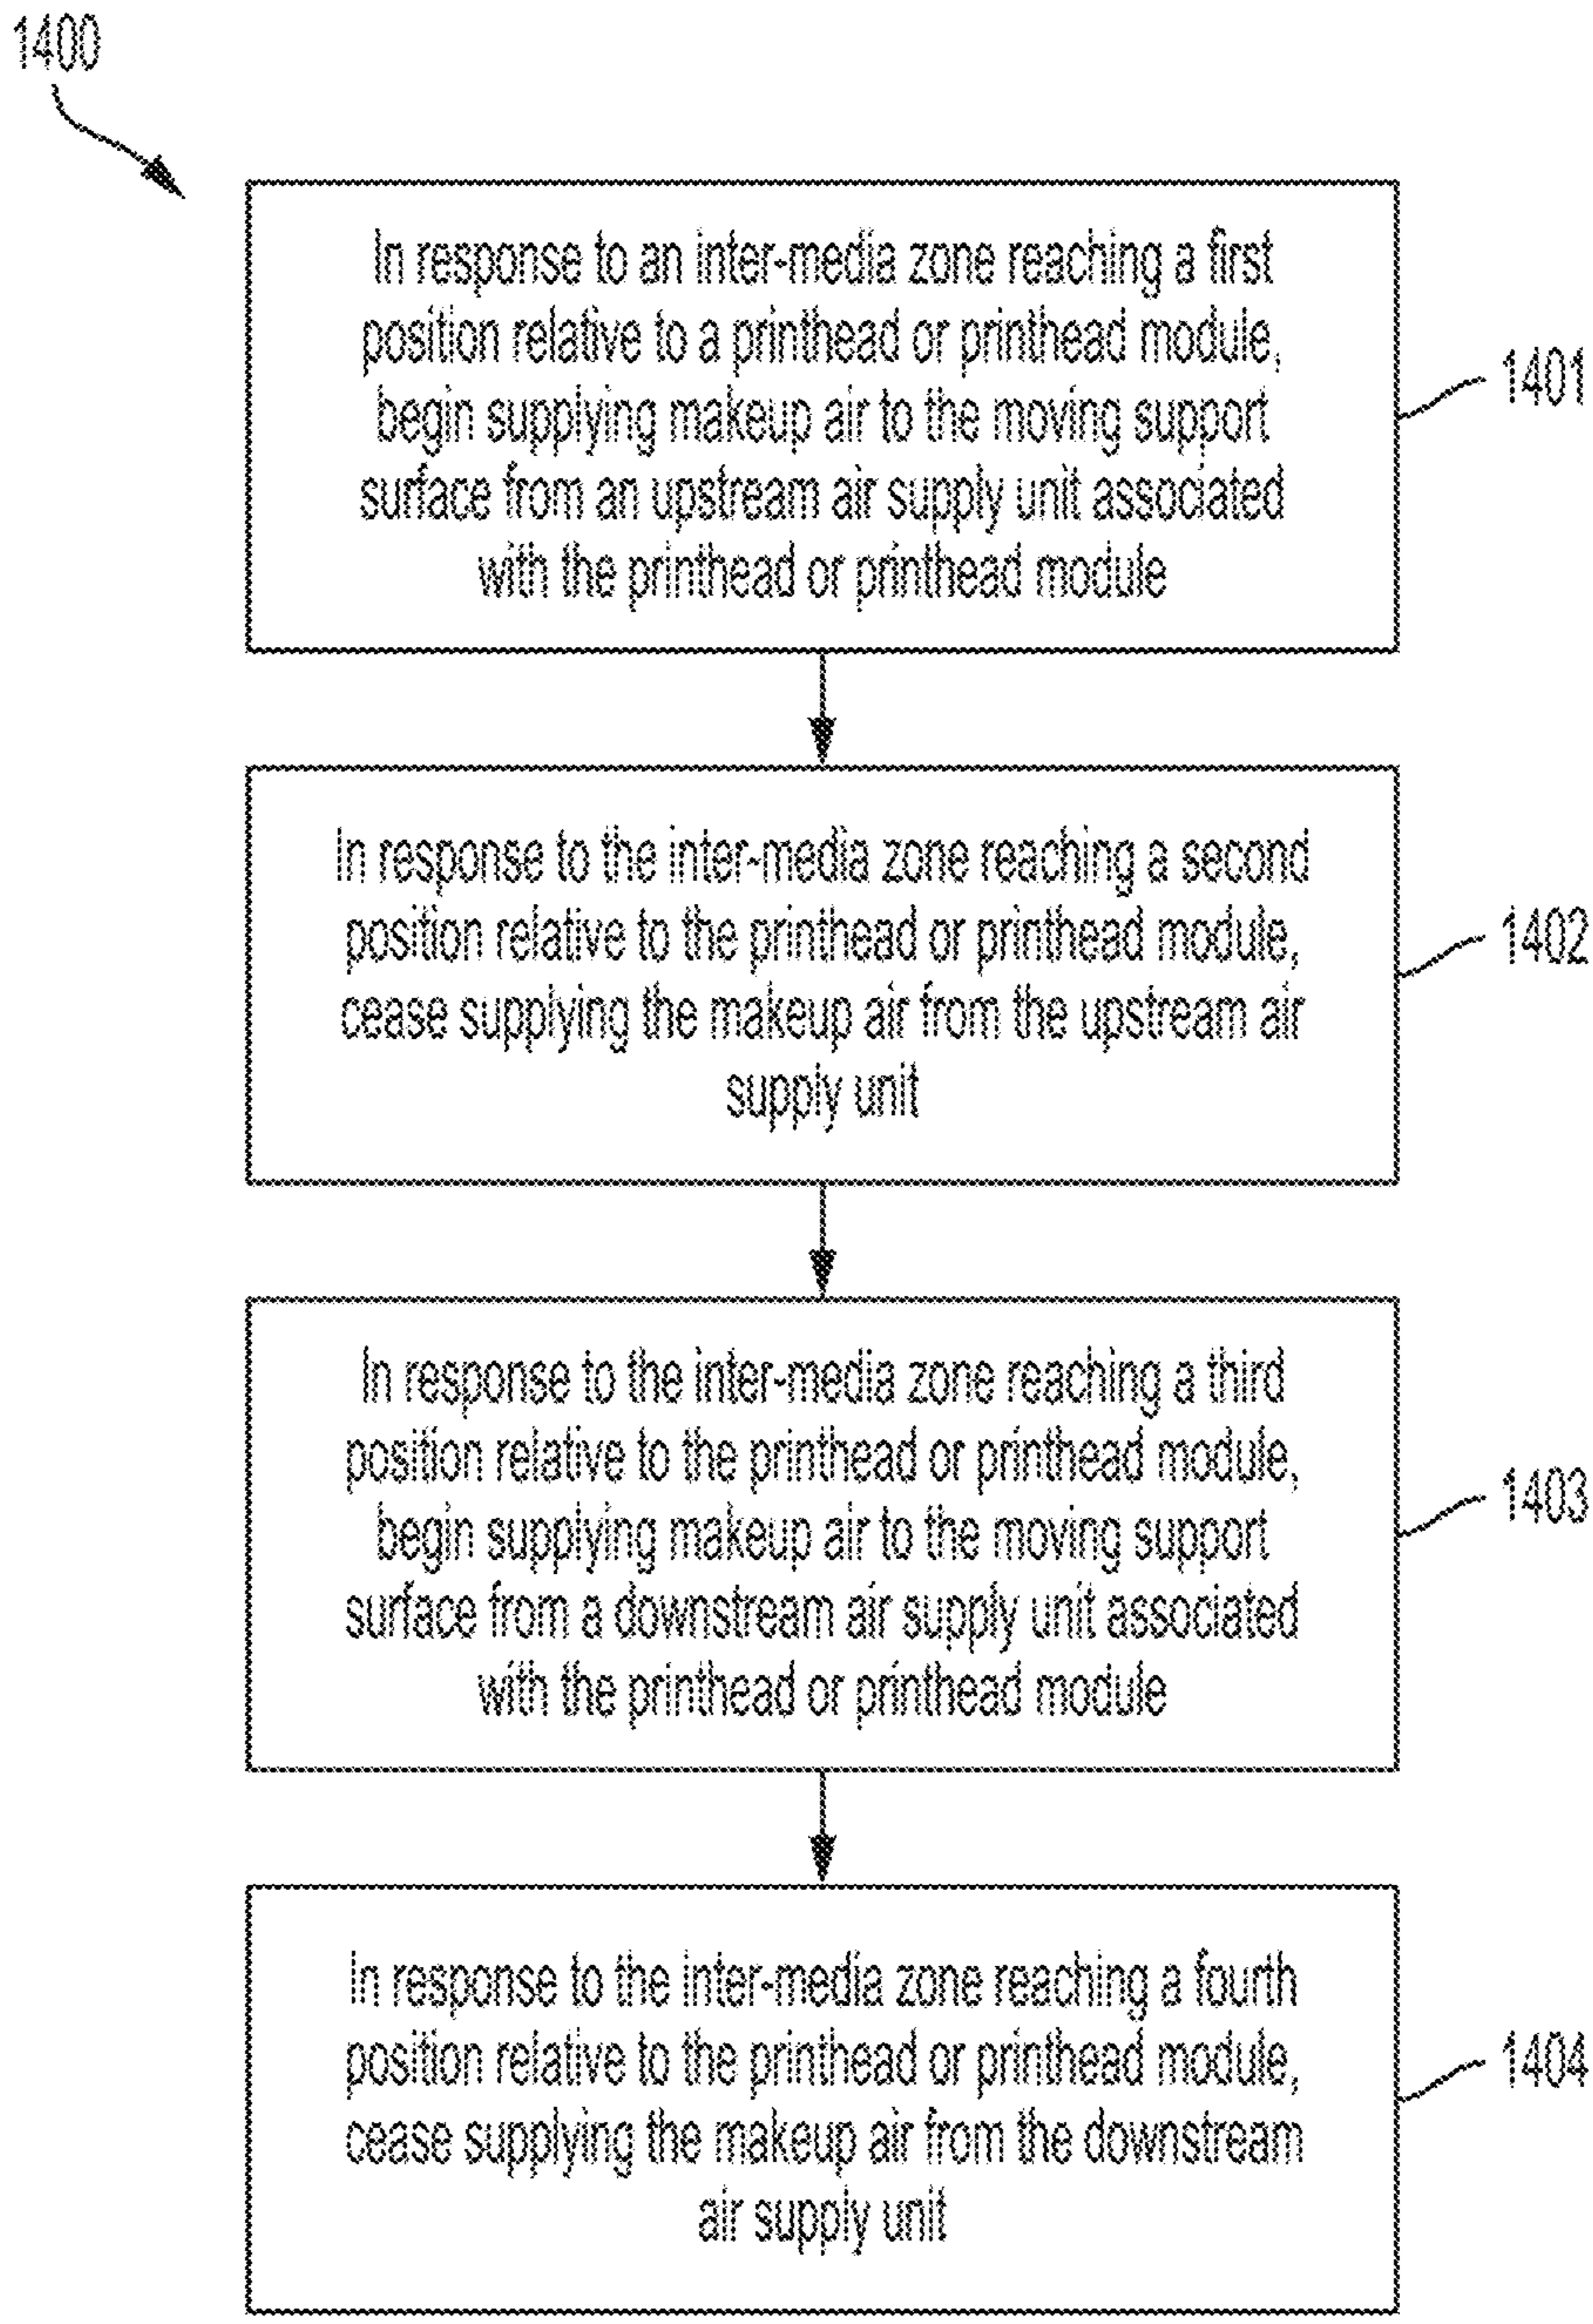 1400
In response to an inter-media zone reaching a first
position relative to a printhead or printhead module,
begin supplying makeup air to the moving support
surface from an upstream air supply unit associated
with the printhead or printhead module
1401
In response to the inter-media zone reaching a second
position relative to the printhead or printhead module,
cease supplying the makeup air from the upstream air
supply unit
1402
In response to the inter-media zone reaching a third
position relative to the printhead or printhead module,
begin supplying makeup air to the moving support
surface from a downstream air supply unit associated
with the printhead or printhead module
1403
In response to the inter-media zone reaching a fourth
position relative to the printhead or printhead module,
cease supplying the makeup air from the downstream
air supply unit
1404